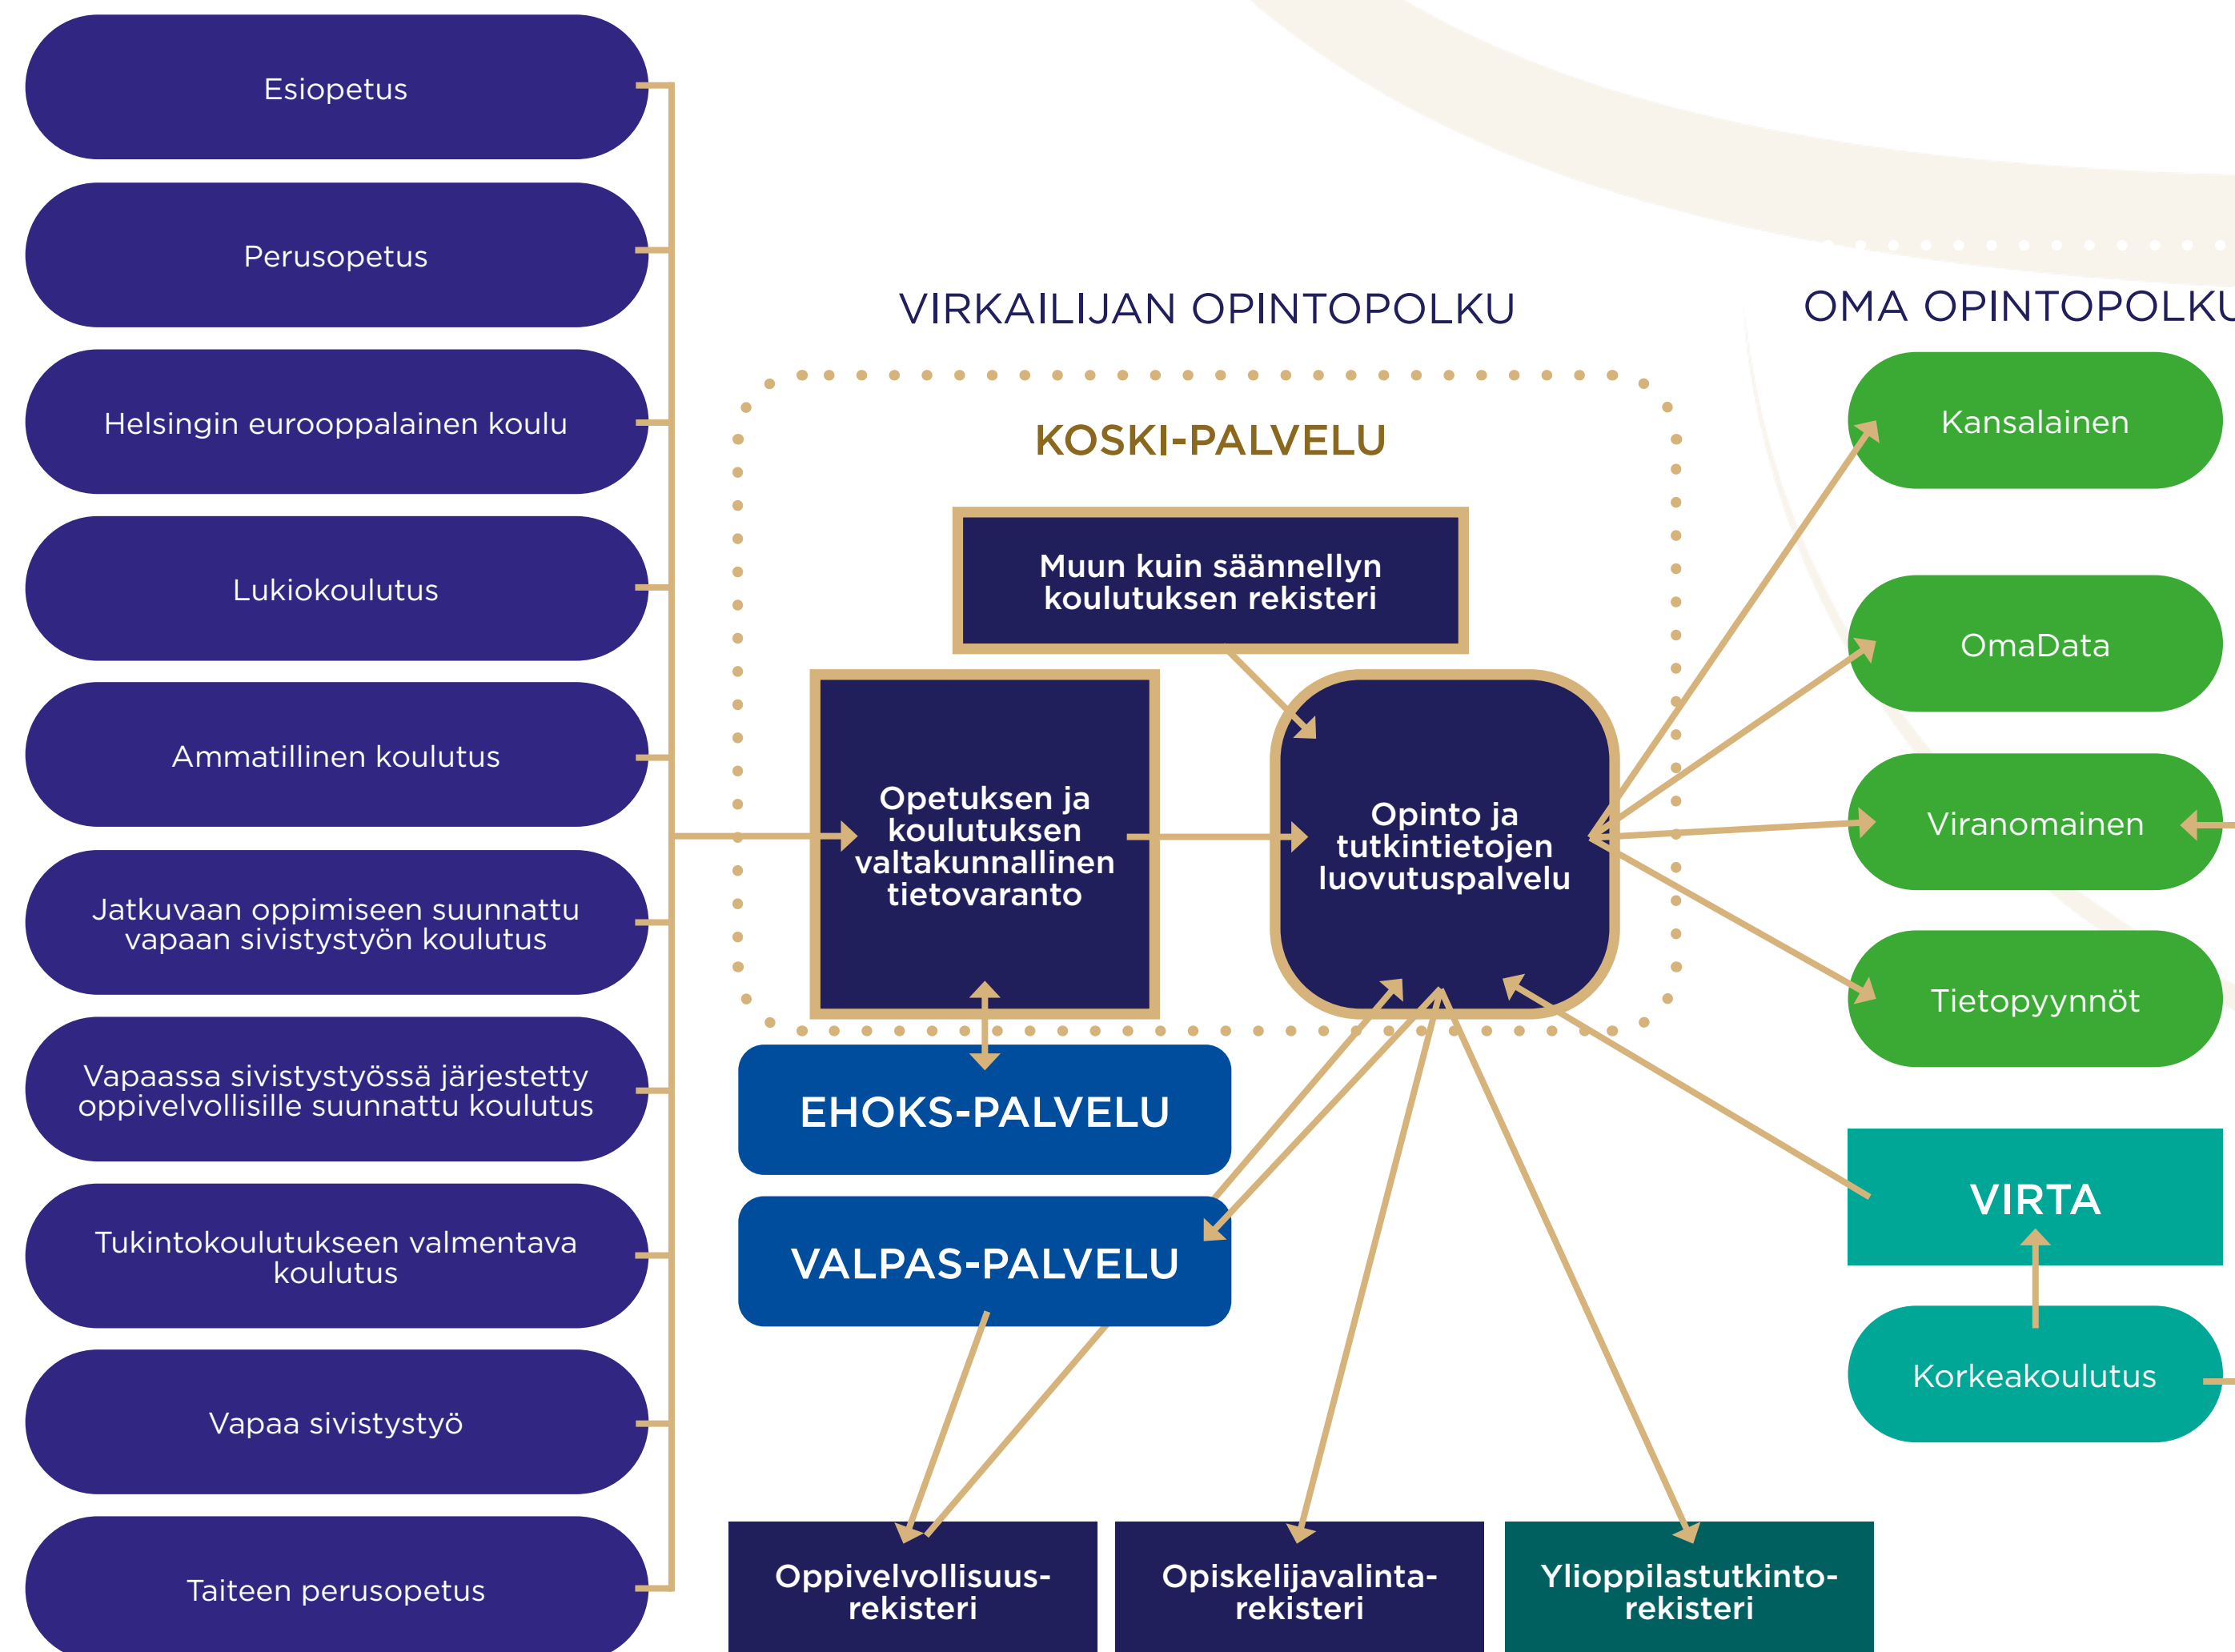 Esiopetus
Perusopetus
Helsingin eurooppalainen koulu
Lukiokoulutus
Ammatillinen koulutus
Jatkuvaan oppimiseen suunnattu
vapaan sivistystyön koulutus
Vapaassa sivistystyössä järjestetty
oppivelvollisille suunnattu koulutus
Tukintokoulutukseen valmentava
koulutus
Vapaa sivistystyö
Taiteen perusopetus
VIRKAILIJAN OPINTOPOLKU
KOSKI-PALVELU
Muun kuin säännellyn
koulutuksen rekisteri
Opetuksen ja
koulutuksen
valtakunnallinen
tietovaranto
Opinto ja
tutkintietojen
luovutuspalvelu
EHOKS-PALVELU
VALPAS-PALVELU
Oppivelvollisuus-
rekisteri
Opiskelijavalinta-
rekisteri
Ylioppilastutkinto-
rekisteri
OMA OPINTOPOLKU
Kansalainen
OmaData
Viranomainen
Tietopyynnöt
VIRTA
Korkeakoulutus